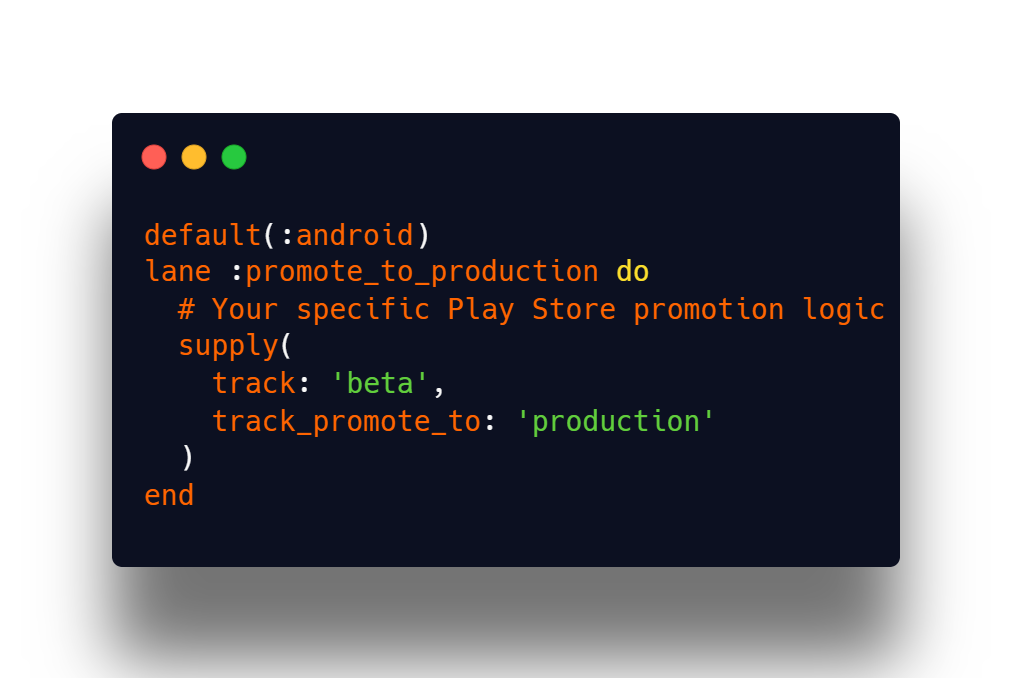 default(:android)
lane :promote_to_production do
  # Your specific Play Store promotion logic
  supply(
    track: 'beta',
    track_promote_to: 'production'
  )
end